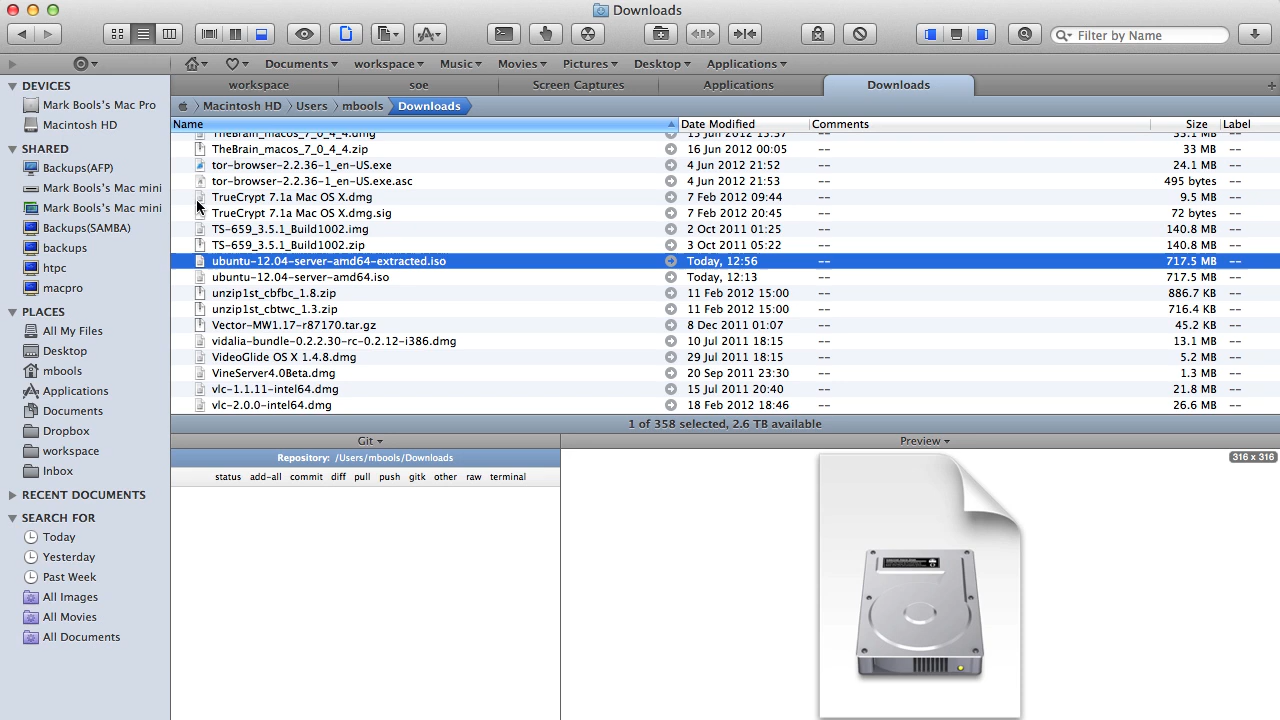 Downloads
Filter by Name
Documents workspace Music Movies Pictures Desktop Applications
workspace soe Screen Captures Applications Downloads +
Macintosh HD Users mbools Downloads
Name Date Modified Comments Size Label
TheBrain_macos_7_0_4_4.dmg 15 Jun 2012 15:57 -- 33.1 MB --
TheBrain_macos_7_0_4_4.zip 16 Jun 2012 00:05 -- 33 MB --
tor-browser-2.2.36-1_en-US.exe 4 Jun 2012 21:52 -- 24.1 MB --
tor-browser-2.2.36-1_en-US.exe.asc 4 Jun 2012 21:53 -- 495 bytes --
TrueCrypt 7.1a Mac OS X.dmg 7 Feb 2012 09:44 -- 9.5 MB --
TrueCrypt 7.1a Mac OS X.dmg.sig 7 Feb 2012 20:45 -- 72 bytes --
TS-659_3.5.1_Build1002.img 2 Oct 2011 01:25 -- 140.8 MB --
TS-659_3.5.1_Build1002.zip 3 Oct 2011 05:22 -- 140.8 MB --
ubuntu-12.04-server-amd64-extracted.iso Today, 12:56 -- 717.5 MB --
ubuntu-12.04-server-amd64.iso Today, 12:13 -- 717.5 MB --
unzip1st_cbfbc_1.8.zip 11 Feb 2012 15:00 -- 886.7 KB --
unzip1st_cbtwc_1.3.zip 11 Feb 2012 15:00 -- 716.4 KB --
Vector-MW1.17-r87170.tar.gz 8 Dec 2011 01:07 -- 45.2 KB --
vidalia-bundle-0.2.2.30-rc-0.2.12-i386.dmg 10 Jul 2011 18:15 -- 13.1 MB --
VideoGlide OS X 1.4.8.dmg 29 Jul 2011 18:15 -- 5.2 MB --
VineServer4.0Beta.dmg 20 Sep 2011 23:30 -- 1.3 MB --
vlc-1.1.11-intel64.dmg 15 Jul 2011 20:40 -- 21.8 MB --
vlc-2.0.0-intel64.dmg 18 Feb 2012 18:46 -- 26.6 MB --
1 of 358 selected, 2.6 TB available
DEVICES
Mark Bools's Mac Pro
Macintosh HD
SHARED
Backups(AFP)
Mark Bools's Mac mini
Mark Bools's Mac mini
Backups(SAMBA)
backups
htpc
macpro
PLACES
All My Files
Desktop
mbools
Applications
Documents
Dropbox
workspace
Inbox
RECENT DOCUMENTS
SEARCH FOR
Today
Yesterday
Past Week
All Images
All Movies
All Documents
Git
Repository: /Users/mbools/Downloads
status add-all commit diff pull push gitk other raw terminal
Preview
316 x 316